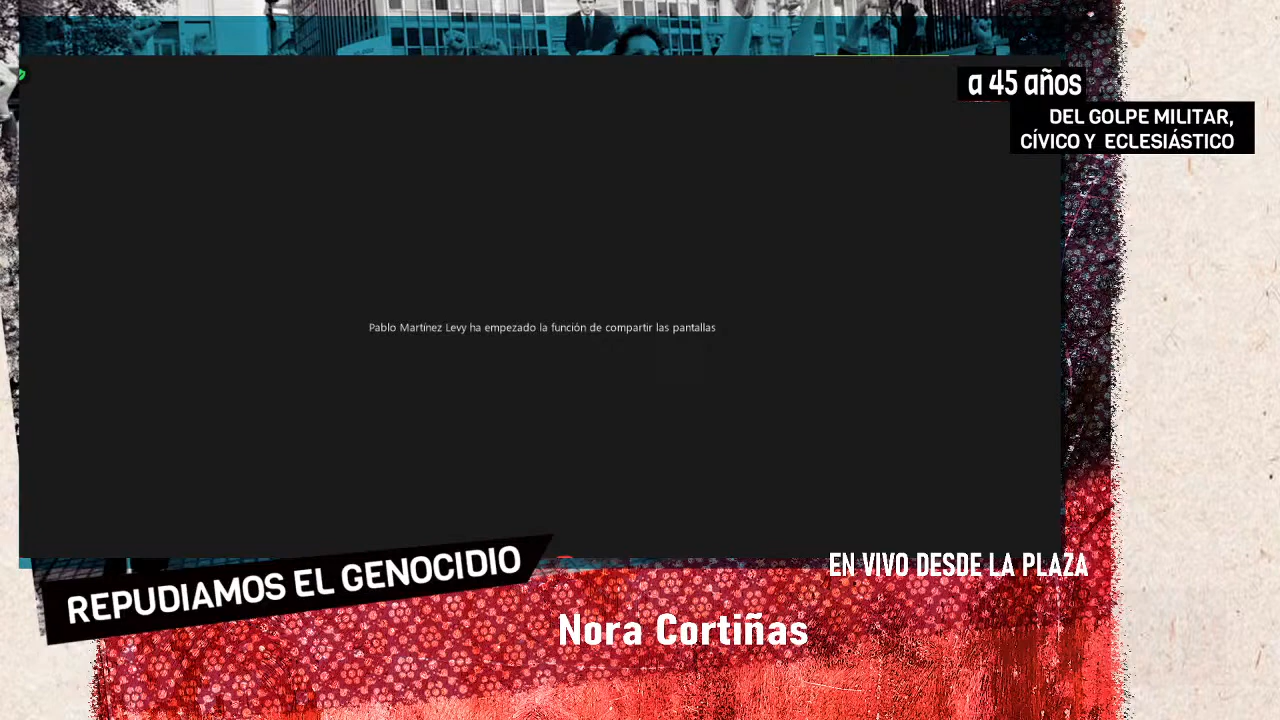 a 45 años
DEL GOLPE MILITAR,
CÍVICO Y ECLESIÁSTICO
Pablo Martínez Levy ha empezado la función de compartir las pantallas
REPUDIAMOS EL GENOCIDIO
EN VIVO DESDE LA PLAZA
Nora Cortiñas